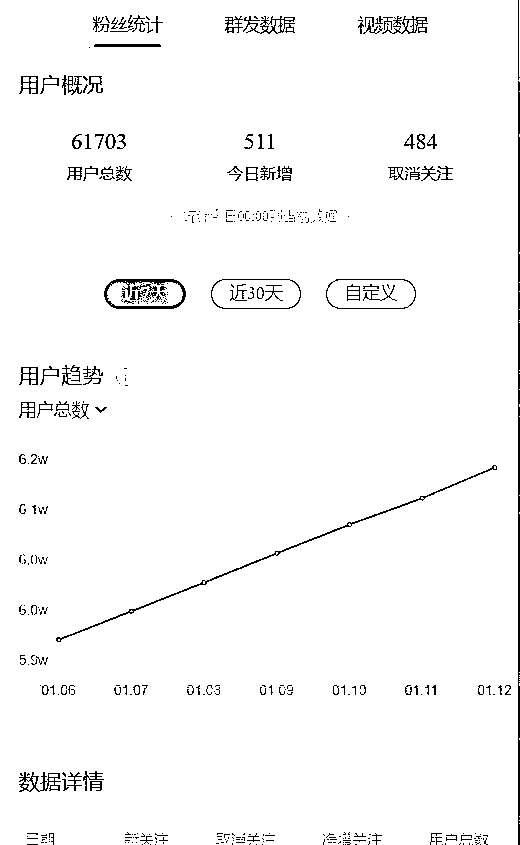 粉丝统计 群发数据 视频数据
用户概况
61703 511 484
用户总数 今日新增 取消关注
近7天 近30天 自定义
用户趋势
用户总数
6.2w
6.1w
6.0w
6.0w
5.9w
01.06 01.07 01.08 01.09 01.10 01.11 01.12
数据详情
日期 新关注 取消关注 净增关注 用户总数